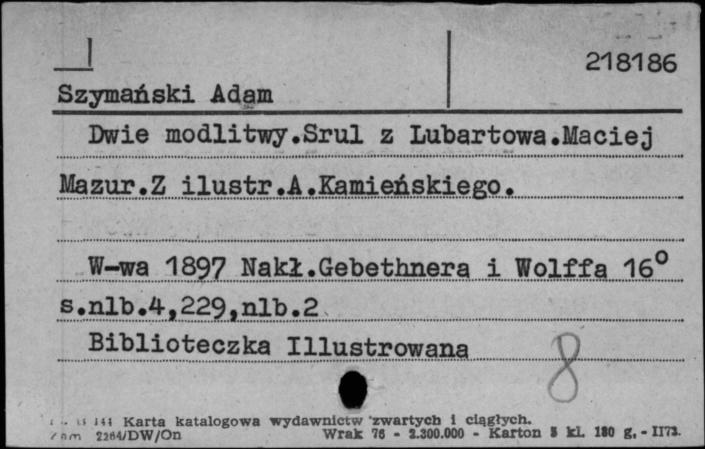 218186
Szymański Adam
Dwie modlitwy.Srul z Lubartowa.Maciej
Mazur.Z ilustr.A.Kamieńskiego.
W-wa 1897 Nakł.Gebethnera i Wolffa 16°
s.nlb.4,229,nlb.2
Biblioteczka Illustrowana
8
Karta katalogowa wydawnictw zwartych i ciągłych.
2264/DW/On Wrak 76 - 2.300.000 - Karton kl. 180 g. - II73.